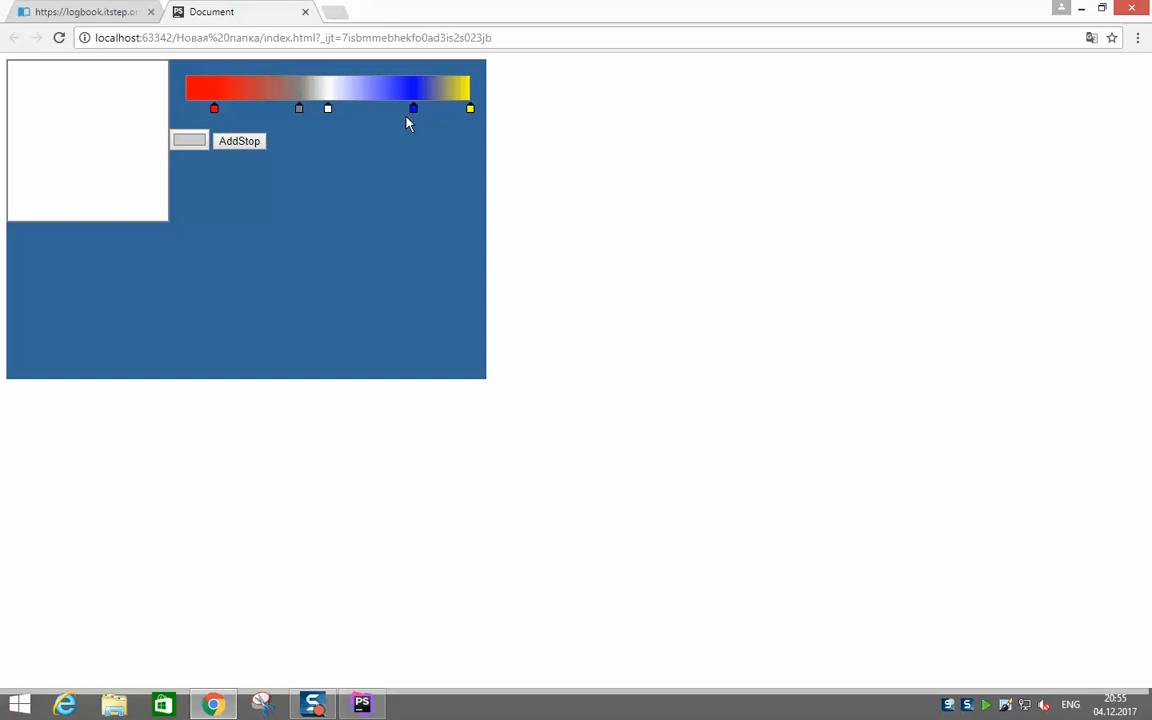 https://logbook.itstep.or
Document
localhost:63342/Новая%20папка/index.html?_ijt=7isbmmebhekfo0ad3is2s023jb
AddStop
ENG
20:55
04.12.2017